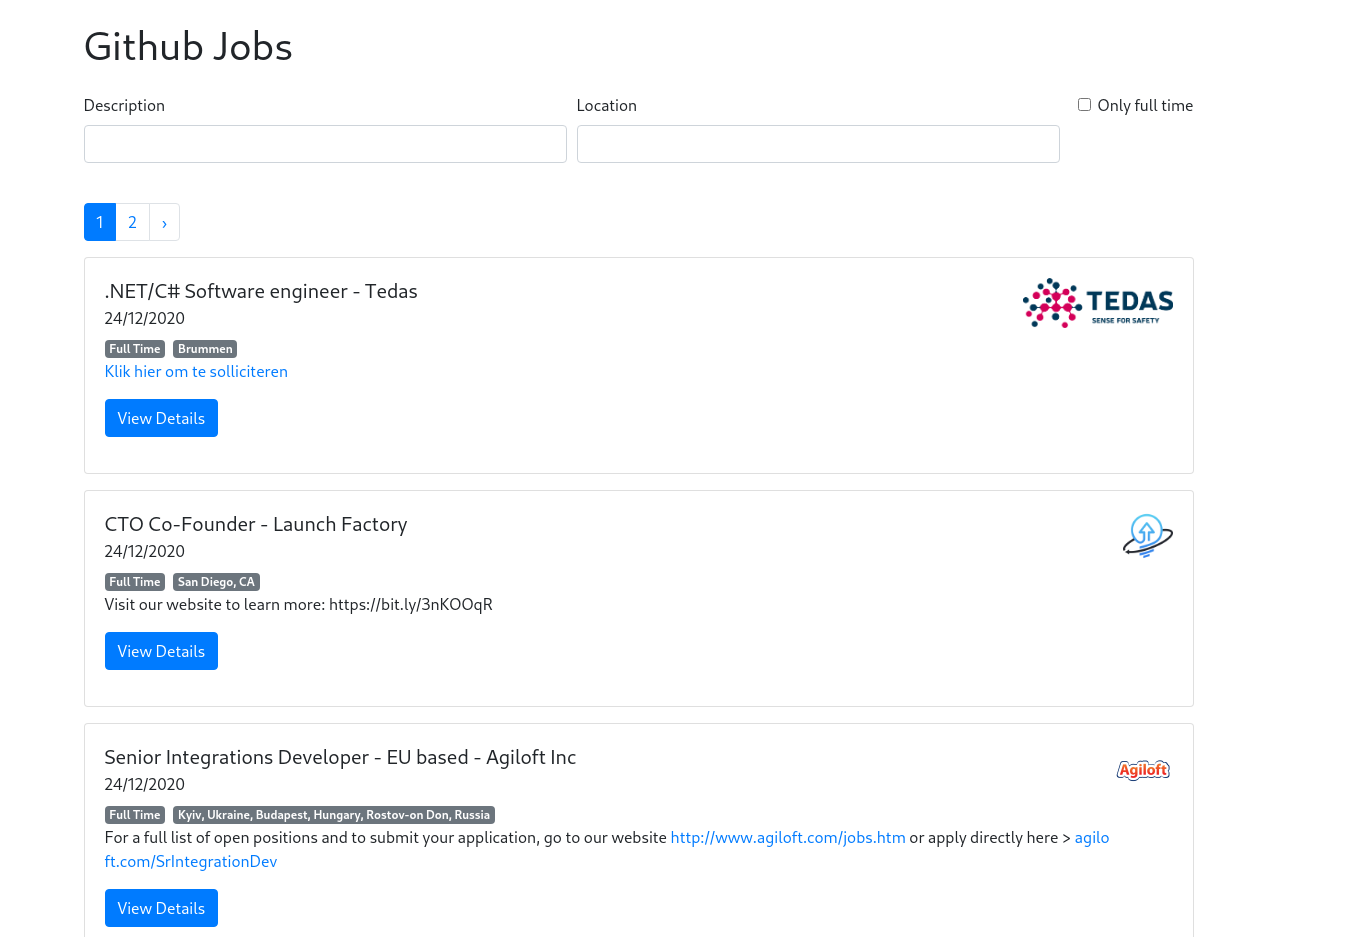 Github Jobs
Description
Location
Only full time
1
2
›
.NET/C# Software engineer - Tedas
TEDAS
SENSE FOR SAFETY
24/12/2020
Full Time Brummen
Klik hier om te solliciteren
View Details
CTO Co-Founder - Launch Factory
24/12/2020
Full Time San Diego, CA
Visit our website to learn more: https://bit.ly/3nKOOqR
View Details
Senior Integrations Developer - EU based - Agiloft Inc
Agiloft
24/12/2020
Full Time Kyiv, Ukraine, Budapest, Hungary, Rostov-on Don, Russia
For a full list of open positions and to submit your application, go to our website http://www.agiloft.com/jobs.htm or apply directly here > agilo
ft.com/SrIntegrationDev
View Details